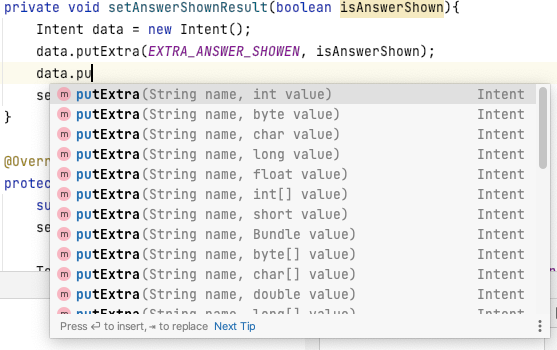 private void setAnswerShownResult(boolean isAnswerShown){
Intent data = new Intent();
data.putExtra(EXTRA_ANSWER_SHOWEN, isAnswerShown);
data.pu
se
m putExtra(String name, int value) Intent
m putExtra(String name, byte value) Intent
}
m putExtra(String name, char value) Intent
m putExtra(String name, long value) Intent
@Overr
m putExtra(String name, float value) Intent
protec
m putExtra(String name, int[] value) Intent
su
m putExtra(String name, short value) Intent
se
m putExtra(String name, Bundle value) Intent
m putExtra(String name, byte[] value) Intent
m putExtra(String name, char[] value) Intent
m putExtra(String name, double value) Intent
m putExtra(String name, long[] value) Intent
Press ↵ to insert, ⇥ to replace Next Tip